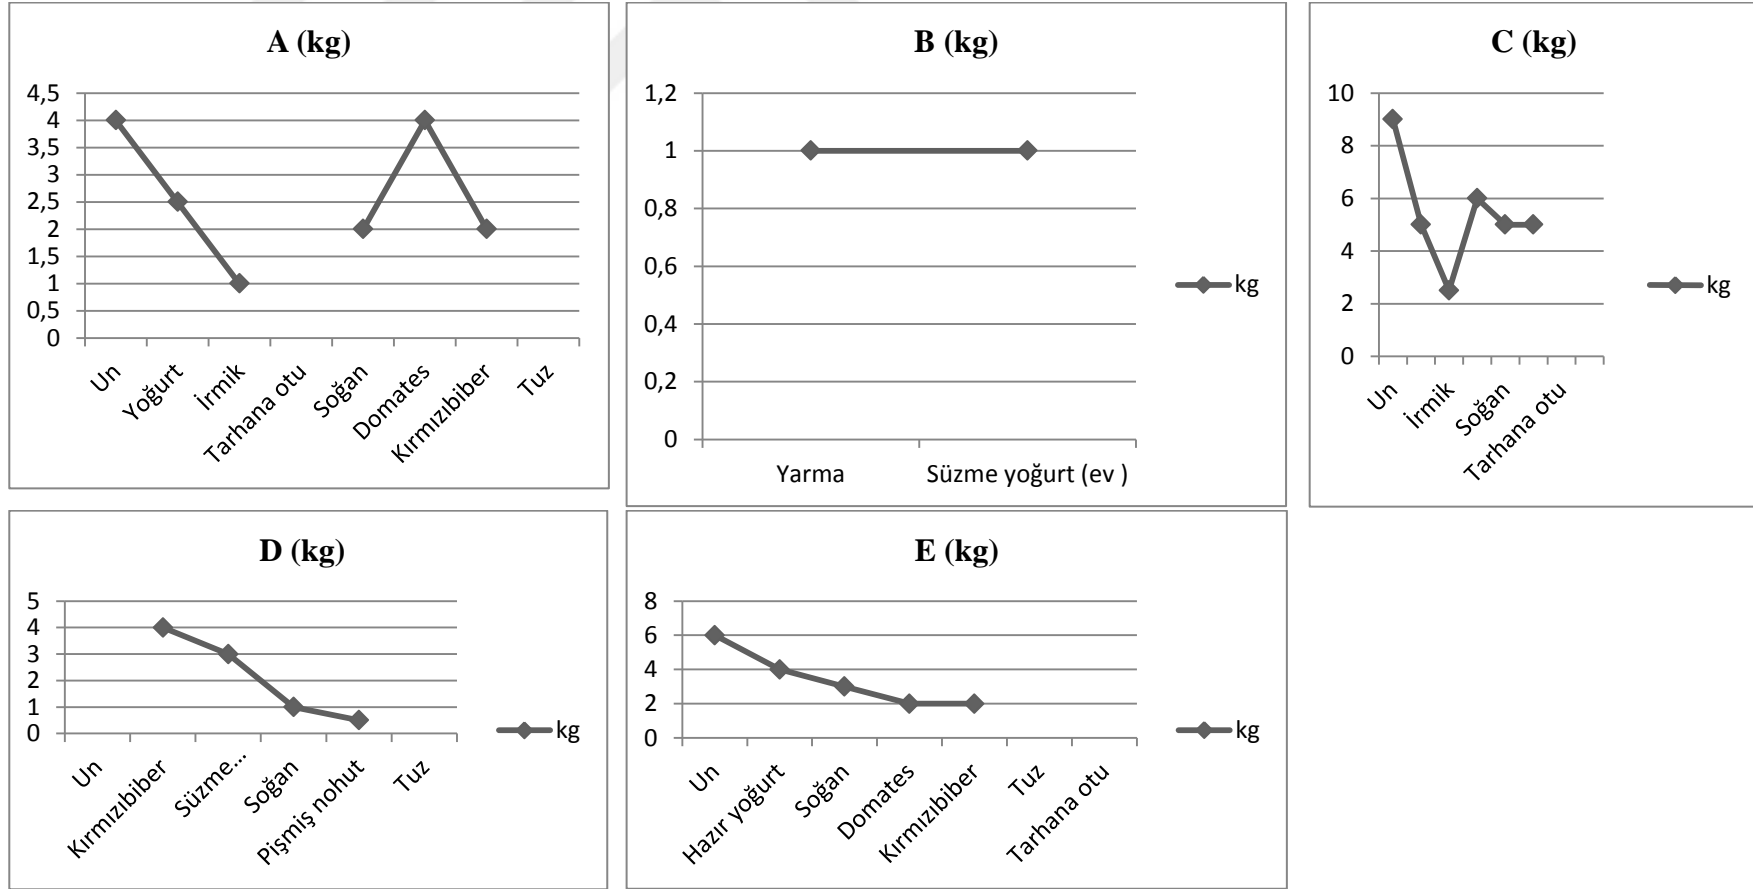 A (kg)
4,5
4
3,5
3
2,5
2
1,5
1
0,5
0
Un
Yoğurt
İrmik
Tarhana otu
Soğan
Domates
Kırmızıbiber
Tuz
B (kg)
1,2
1
0,8
0,6
0,4
0,2
0
Yarma
Süzme yoğurt (ev )
kg
C (kg)
10
8
6
4
2
0
Un
İrmik
Soğan
Tarhana otu
kg
D (kg)
5
4
3
2
1
0
Un
Kırmızıbiber
Süzme...
Soğan
Pişmiş nohut
Tuz
kg
E (kg)
8
6
4
2
0
Un
Hazır yoğurt
Soğan
Domates
Kırmızıbiber
Tuz
Tarhana otu
kg